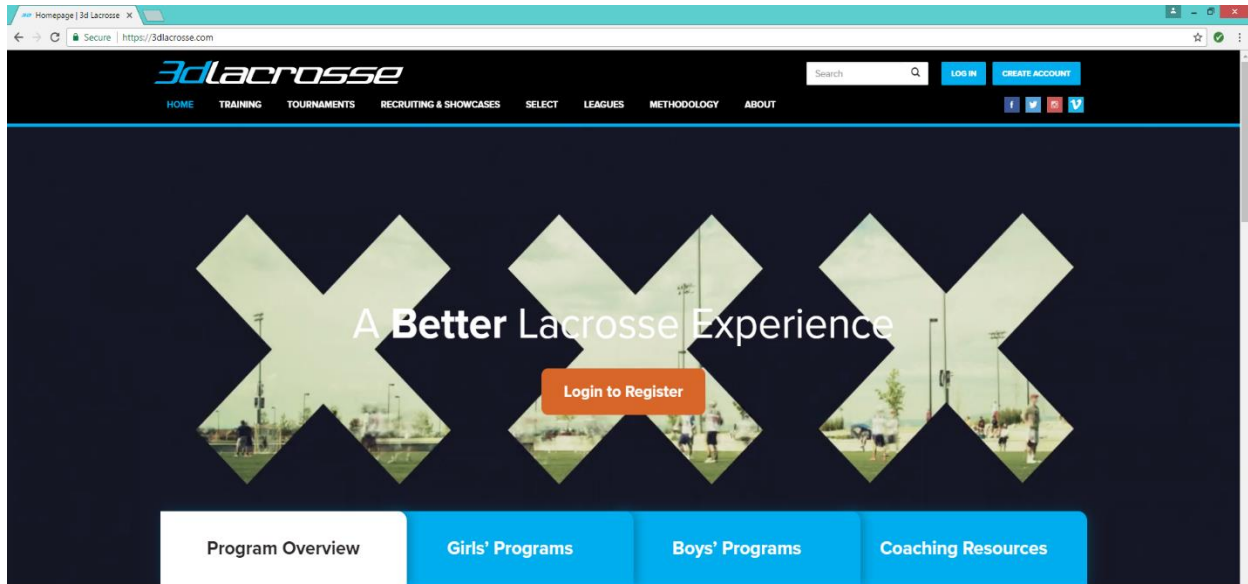 Homepage | 3d Lacrosse
Secure | https://3dlacrosse.com
3dlacrosse
Search
LOG IN
CREATE ACCOUNT
HOME TRAINING TOURNAMENTS RECRUITING & SHOWCASES SELECT LEAGUES METHODOLOGY ABOUT
A Better Lacrosse Experience
Login to Register
Program Overview
Girls' Programs
Boys' Programs
Coaching Resources